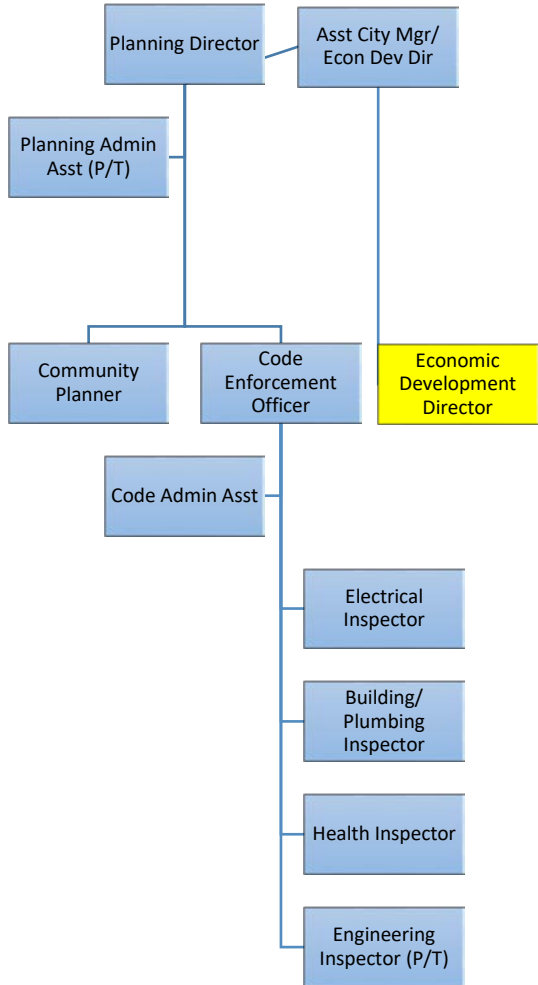 Planning Director
Asst City Mgr/
Econ Dev Dir
Planning Admin
Asst (P/T)
Community
Planner
Code
Enforcement
Officer
Economic
Development
Director
Code Admin Asst
Electrical
Inspector
Building/
Plumbing
Inspector
Health Inspector
Engineering
Inspector (P/T)